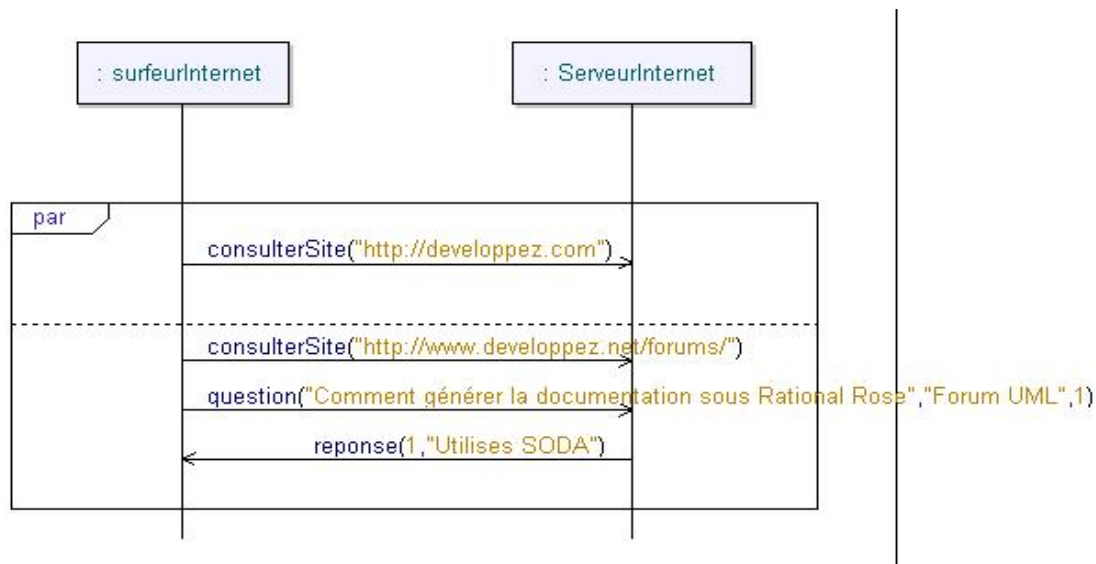 : surfeurInternet
: ServeurInternet
par
consulterSite("http://developpez.com")
consulterSite("http://www.developpez.net/forums/")
question("Comment générer la documentation sous Rational Rose","Forum UML",1)
reponse(1,"Utilises SODA")